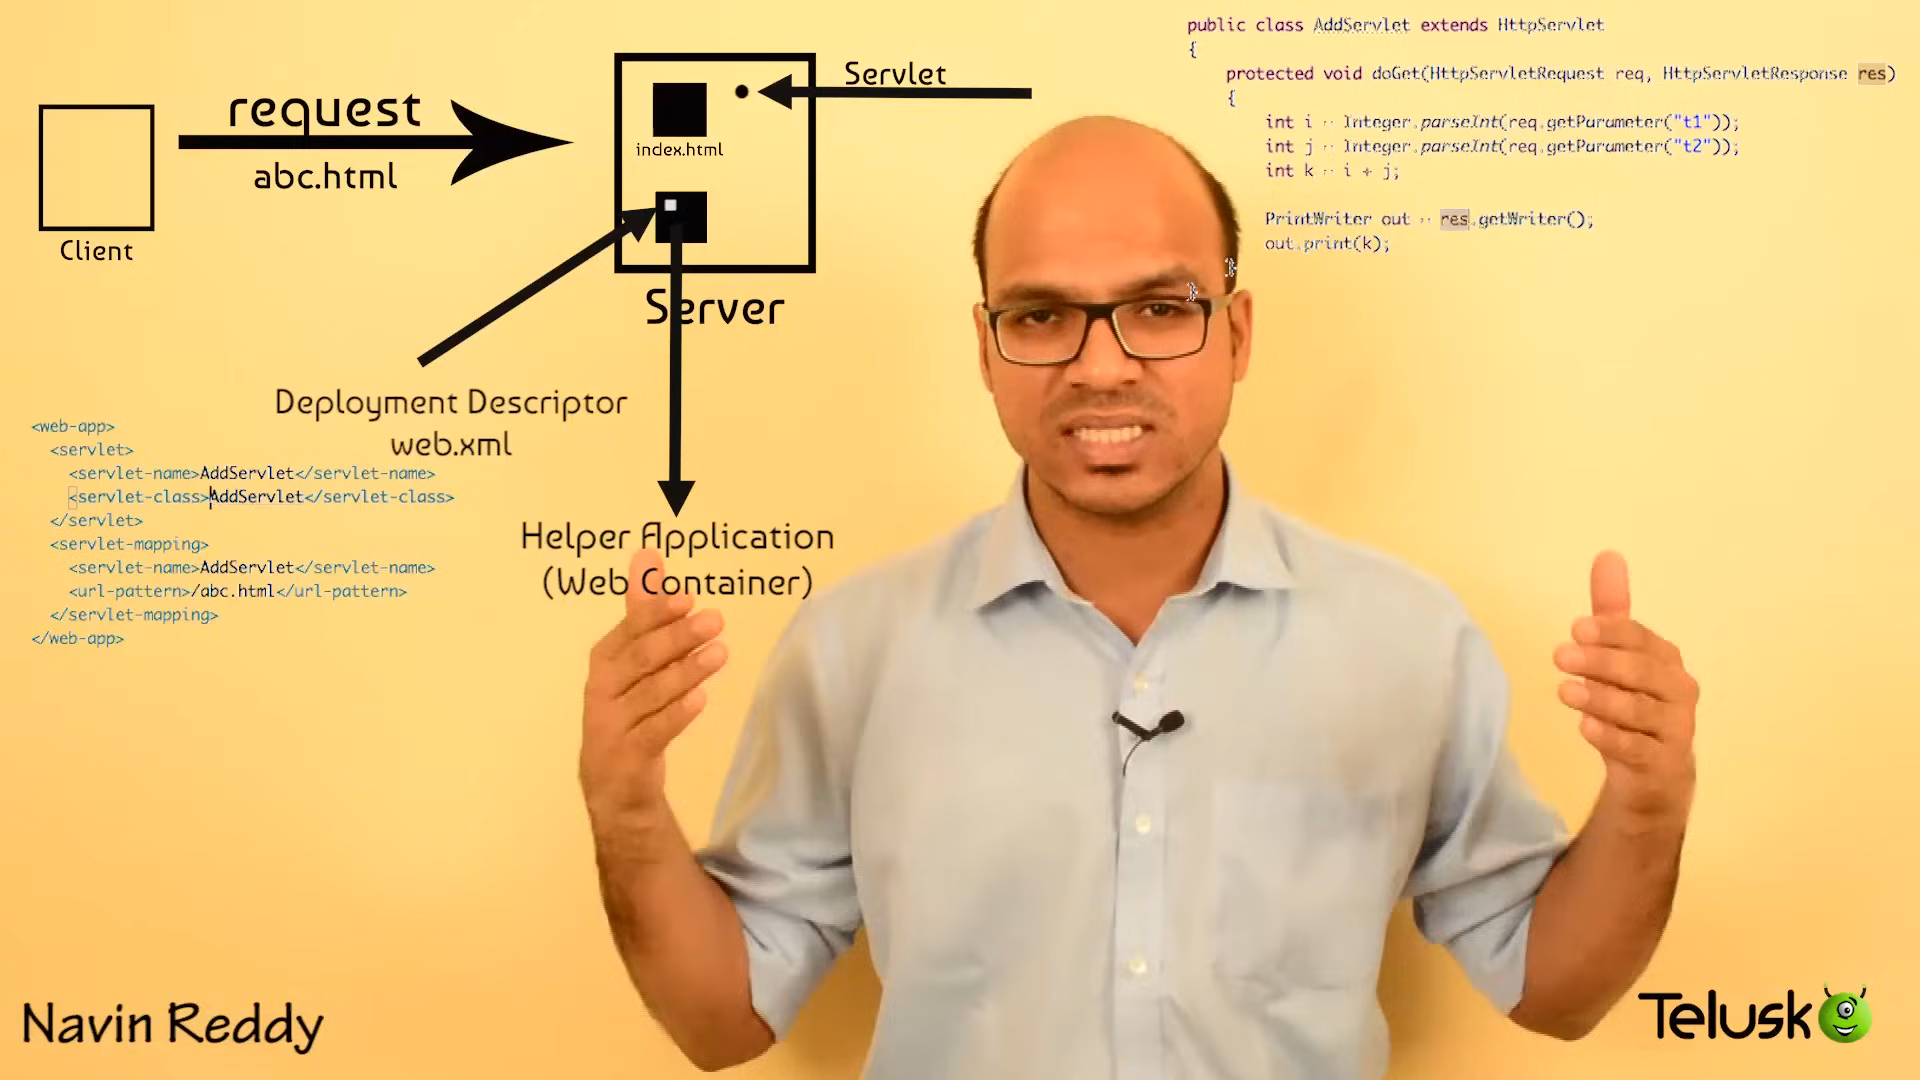 request
abc.html
Client
index.html
Server
Servlet
public class AddServlet extends HttpServlet
{
protected void doGet(HttpServletRequest req, HttpServletResponse res)
{
int i = Integer.parseInt(req.getParameter("t1"));
int j = Integer.parseInt(req.getParameter("t2"));
int k = i + j;
PrintWriter out = res.getWriter();
out.print(k);
}
}
Deployment Descriptor
web.xml
<web-app>
<servlet>
<servlet-name>AddServlet</servlet-name>
<servlet-class>AddServlet</servlet-class>
</servlet>
<servlet-mapping>
<servlet-name>AddServlet</servlet-name>
<url-pattern>/abc.html</url-pattern>
</servlet-mapping>
</web-app>
Helper Application
(Web Container)
Navin Reddy
Telusk